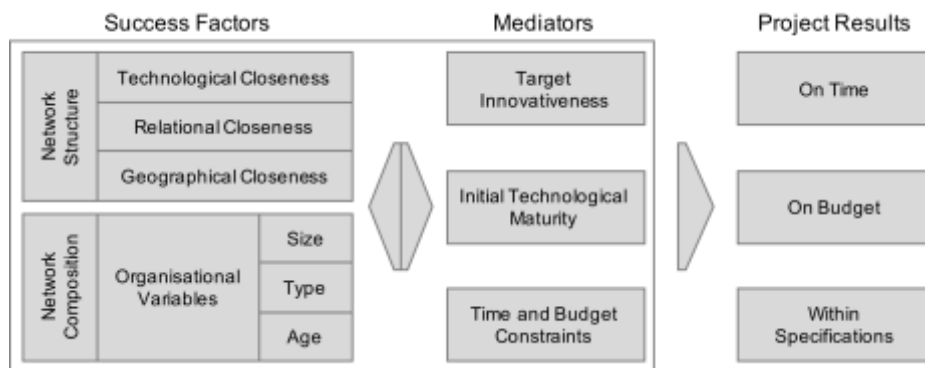 Success Factors
Mediators
Project Results
Network
Structure
Technological Closeness
Relational Closeness
Geographical Closeness
Network
Composition
Organisational
Variables
Size
Type
Age
Target
Innovativeness
Initial Technological
Maturity
Time and Budget
Constraints
On Time
On Budget
Within
Specifications